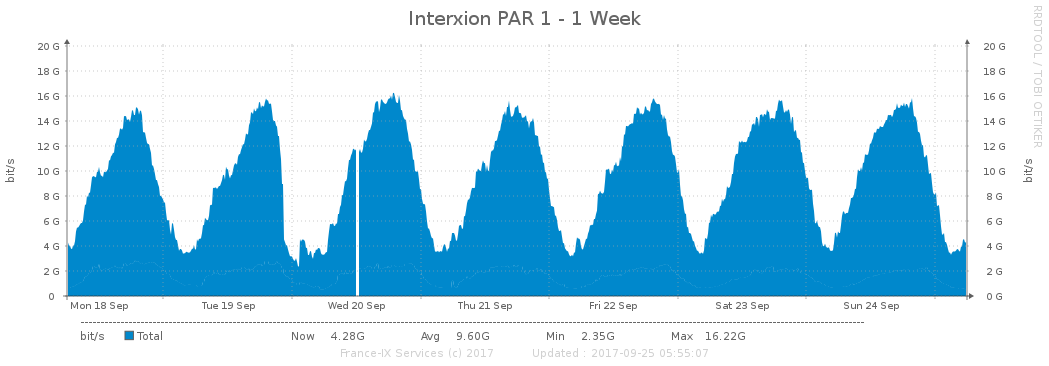 Interxion PAR 1 - 1 Week
RRDTOOL / TOBI OETIKER
bit/s
20 G 20 G
18 G 18 G
16 G 16 G
14 G 14 G
12 G 12 G
10 G 10 G
8 G 8 G
6 G 6 G
4 G 4 G
2 G 2 G
0 0 G
bit/s
Mon 18 Sep Tue 19 Sep Wed 20 Sep Thu 21 Sep Fri 22 Sep Sat 23 Sep Sun 24 Sep
bit/s Total Now 4.28G Avg 9.60G Min 2.35G Max 16.22G
France-IX Services (c) 2017 Updated : 2017-09-25 05:55:07